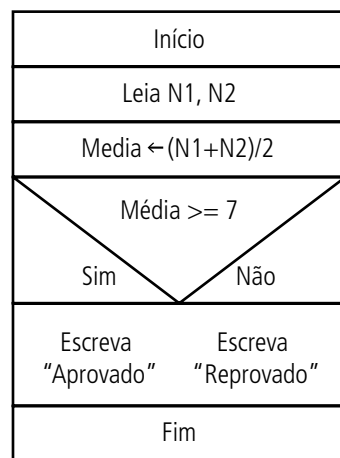 Início
Leia N1, N2
Media ←(N1+N2)/2
Média >= 7
Sim Não
Escreva Escreva
"Aprovado" "Reprovado"
Fim